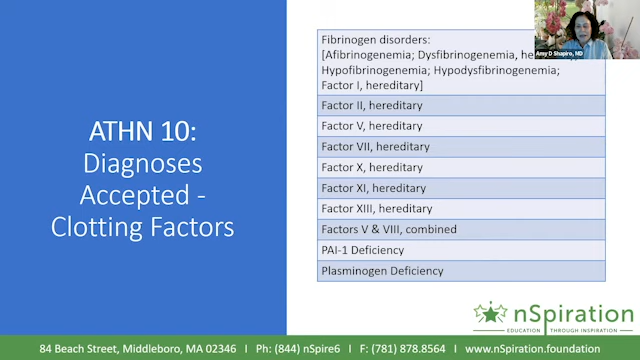 ATHN 10:
Diagnoses
Accepted -
Clotting Factors
Fibrinogen disorders:
[Afibrinogenemia; Dysfibrinogenemia,
Hypofibrinogenemia; Hypodysfibrinogenemia;
Factor I, hereditary]
Factor II, hereditary
Factor V, hereditary
Factor VII, hereditary
Factor X, hereditary
Factor XI, hereditary
Factor XIII, hereditary
Factors V & VIII, combined
PAI-1 Deficiency
Plasminogen Deficiency
Amy D Shapiro, MD
nSpiration
EDUCATION THROUGH INSPIRATION
84 Beach Street, Middleboro, MA 02346 I Ph: (844) nSpire6 I F: (781) 878.8564 I www.nSpiration.foundation